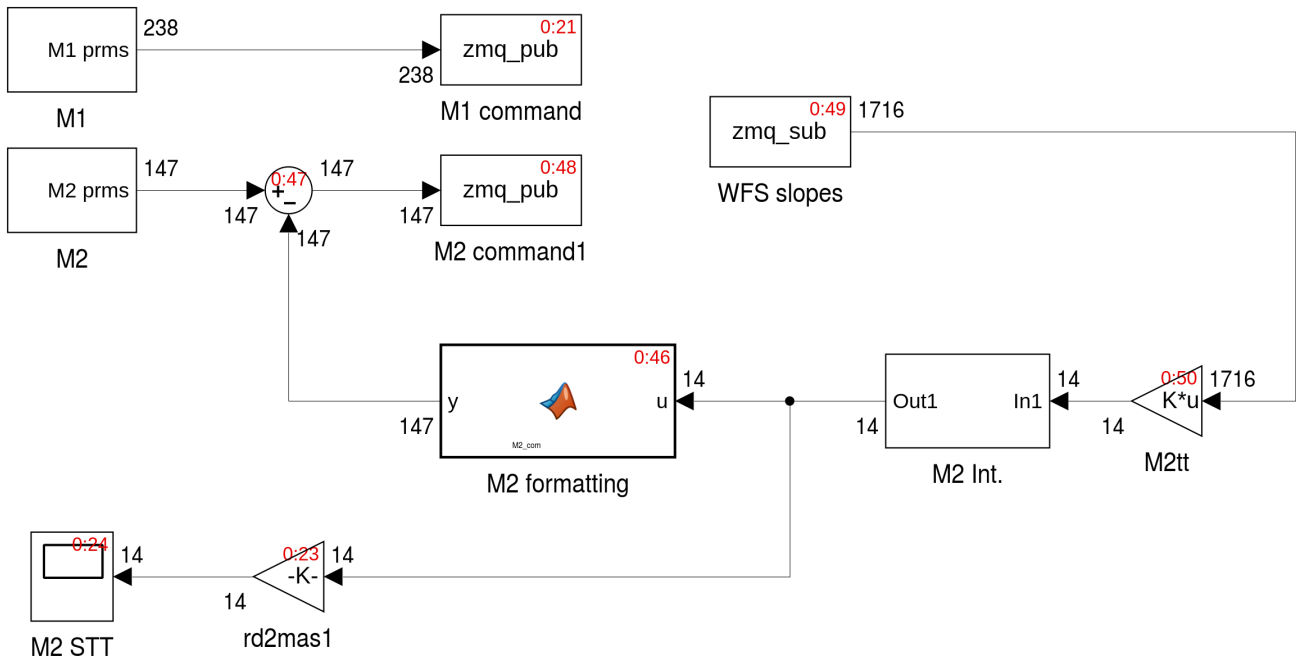 M1 prms
238
238
0:21
zmq_pub
M1
M1 command
0:49
zmq_sub
1716
WFS slopes
M2 prms
147
147
0:47
+
−
147
147
147
0:48
zmq_pub
M2
M2 command1
0:46
y
u
M2_com
147
14
M2 formatting
Out1
In1
14
14
M2 Int.
0:50
K*u
1716
14
M2tt
0:24
14
M2 STT
0:23
-K-
14
14
rd2mas1